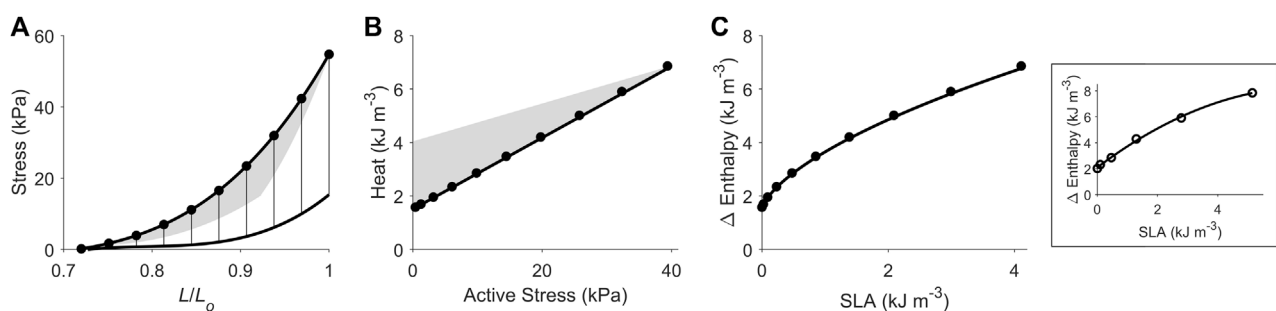 A
Stress (kPa)
60
40
20
0
0.7
0.8
0.9
1
L/Lo
B
Heat (kJ m-3)
8
6
4
2
0
0
20
40
Active Stress (kPa)
C
Δ Enthalpy (kJ m-3)
8
6
4
2
0
0
2
4
SLA (kJ m-3)
Δ Enthalpy (kJ m-3)
8
6
4
2
0
0
2
4
SLA (kJ m-3)